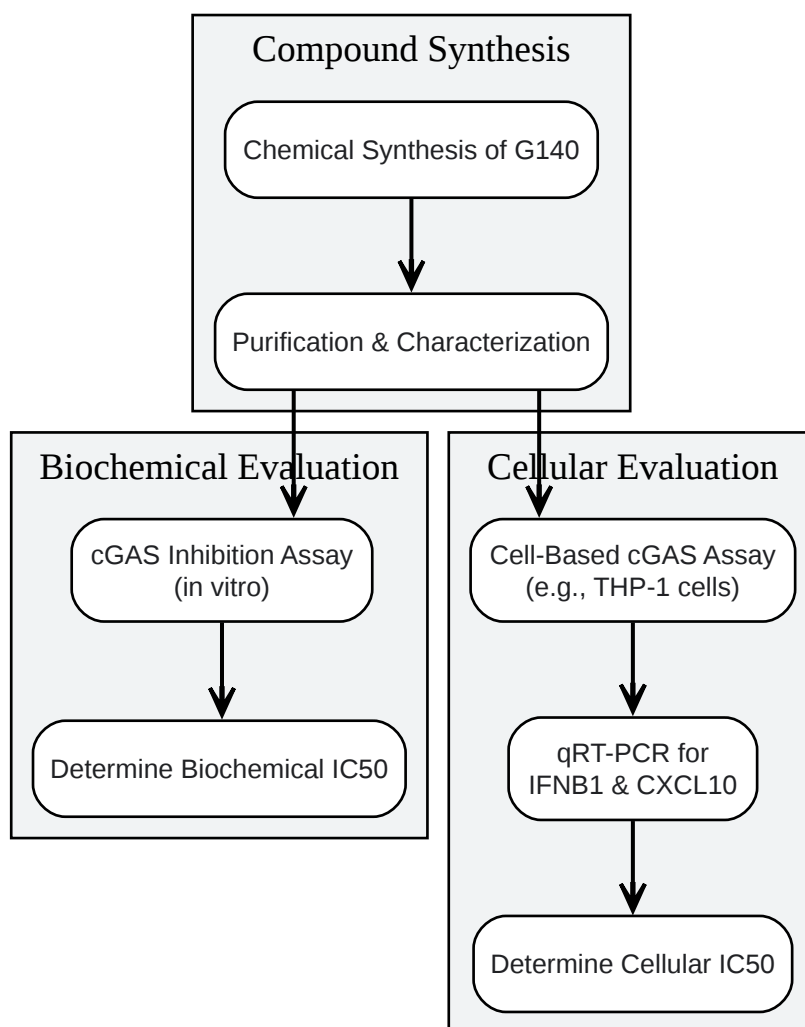 Compound Synthesis
Chemical Synthesis of G140
Purification & Characterization
Biochemical Evaluation
cGAS Inhibition Assay
(in vitro)
Determine Biochemical IC50
Cellular Evaluation
Cell-Based cGAS Assay
(e.g., THP-1 cells)
qRT-PCR for
IFNB1 & CXCL10
Determine Cellular IC50